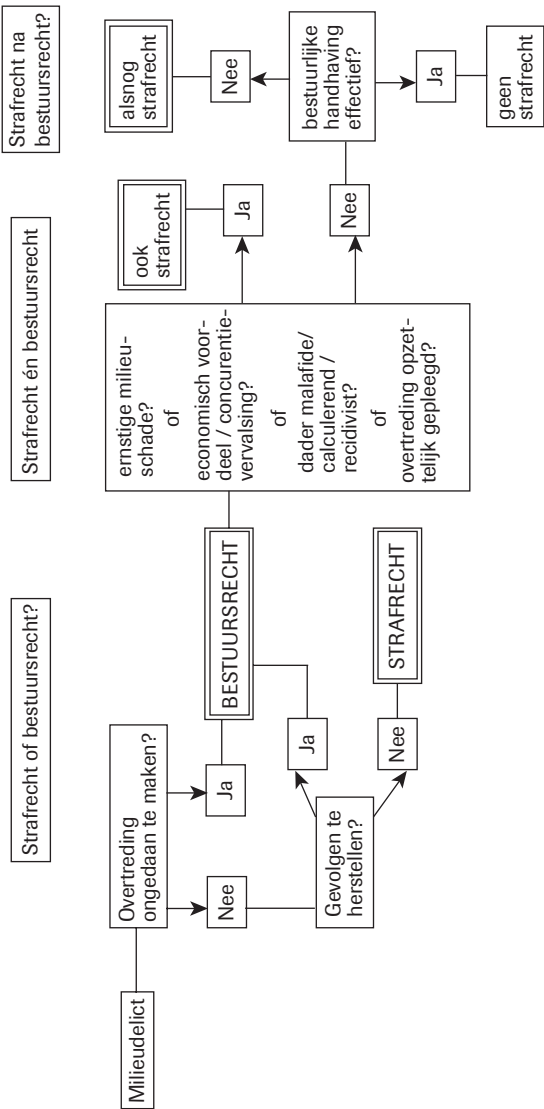 Strafrecht of bestuursrecht?
Strafrecht én bestuursrecht
Strafrecht na
bestuursrecht?
Milieudelict
Overtreding
ongedaan te maken?
Nee
Ja
Gevolgen te
herstellen?
Ja
Nee
BESTUURSRECHT
STRAFRECHT
ernstige milieu-
schade?
of
economisch voor-
deel / concurentie-
vervalsing?
of
dader malafide/
calculerend /
recidivist?
of
overtreding opzet-
telijk gepleegd?
Ja
ook
strafrecht
Nee
bestuurlijke
handhaving
effectief?
Nee
alsnog
strafrecht
Ja
geen
strafrecht